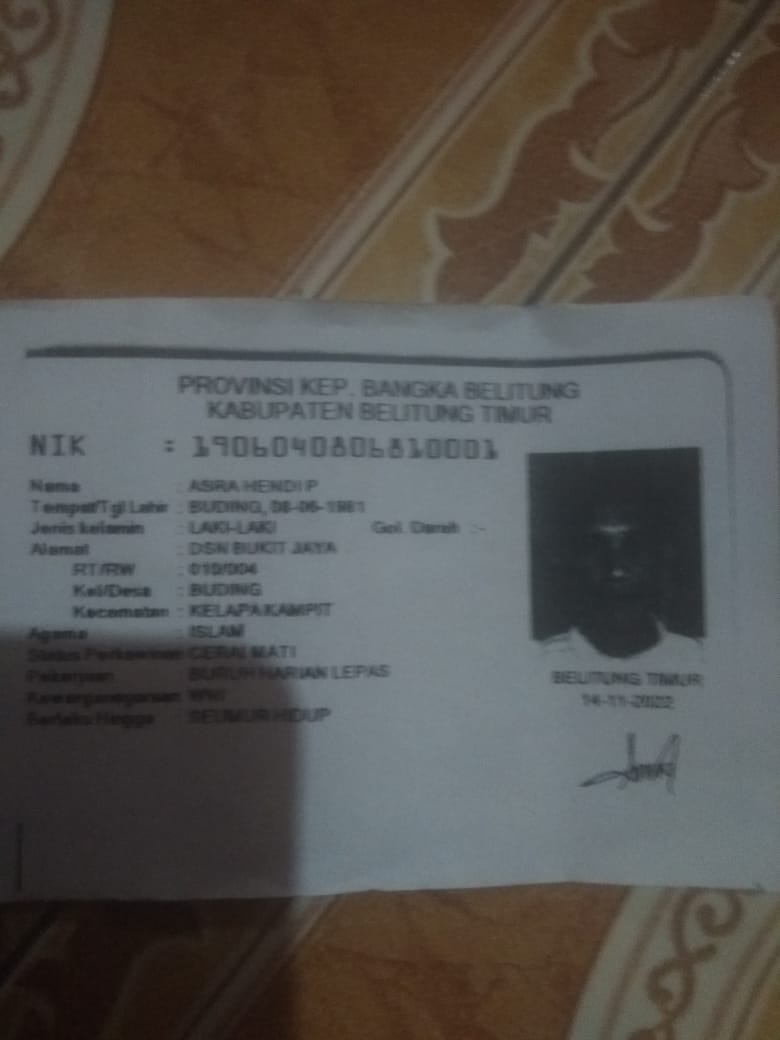 PROVINSI KEP. BANGKA BELITUNG
KABUPATEN BELITUNG TIMUR
NIK : 1906040806810001
Nama : ASRA HENDI P
Tempat/Tgl Lahir : BUDING, 08-06-1981
Jenis kelamin : LAKI-LAKI Gol. Darah :-
Alamat : DSN BUKIT JAYA
RT/RW : 010/004
Kel/Desa : BUDING
Kecamatan : KELAPA KAMPIT
Agama : ISLAM
Status Perkawinan: CERAI MATI
Pekerjaan : BURUH HARIAN LEPAS
Kewarganegaraan: WNI
Berlaku Hingga : SEUMUR HIDUP
BELITUNG TIMUR
14-11-2022